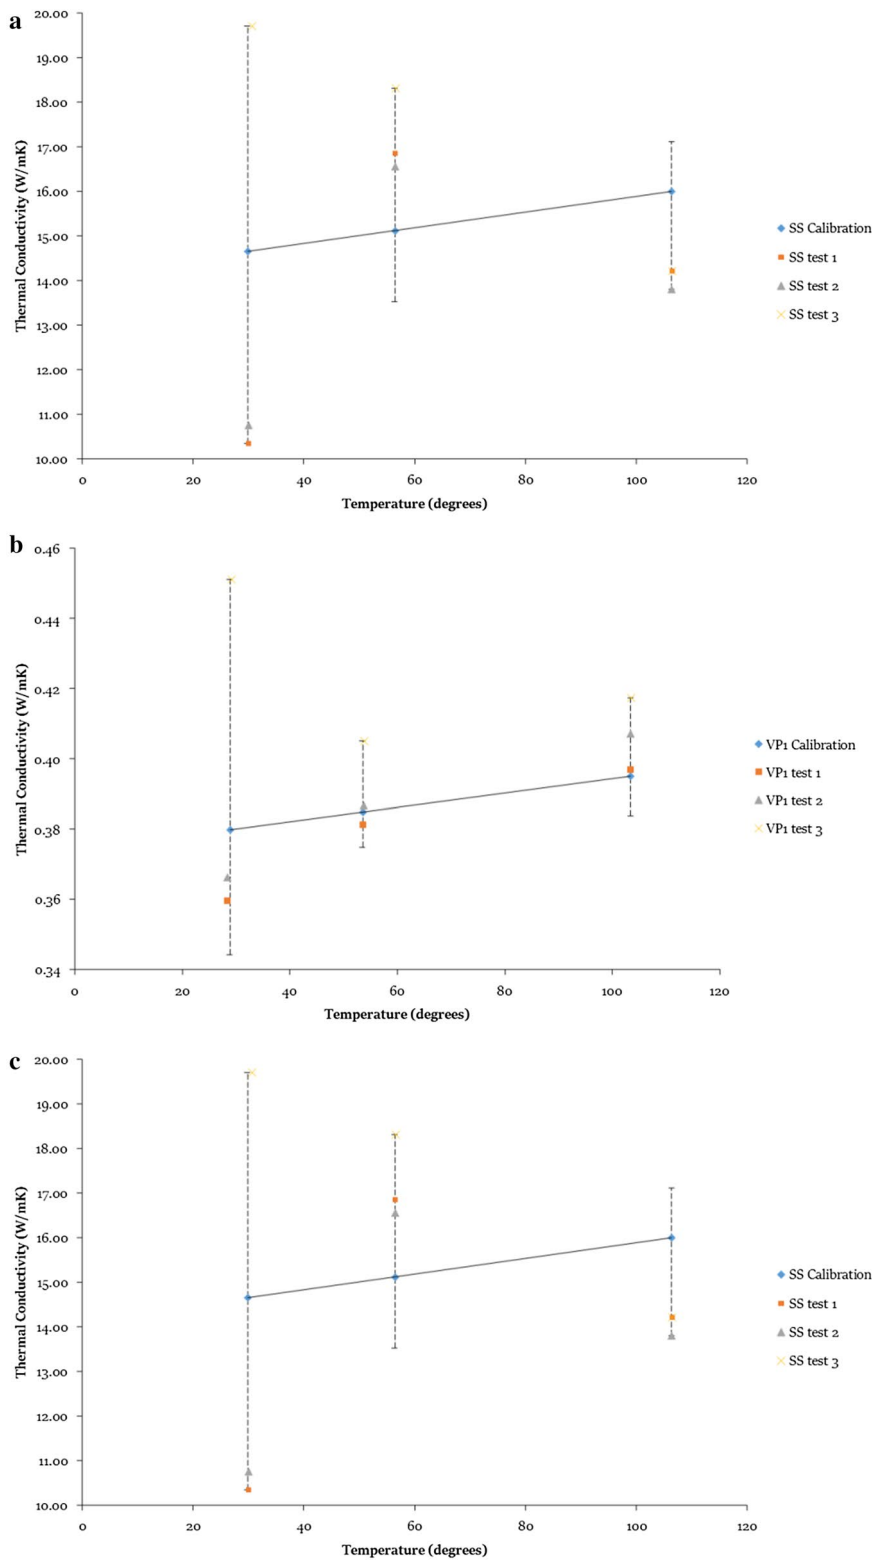 a
20.00
19.00
18.00
17.00
16.00
15.00
14.00
13.00
12.00
11.00
10.00
Thermal Conductivity (W/mK)
0 20 40 60 80 100 120
Temperature (degrees)
SS Calibration
SS test 1
SS test 2
SS test 3
b
0.46
0.44
0.42
0.40
0.38
0.36
0.34
Thermal Conductivity (W/mK)
0 20 40 60 80 100 120
Temperature (degrees)
VP1 Calibration
VP1 test 1
VP1 test 2
VP1 test 3
c
20.00
19.00
18.00
17.00
16.00
15.00
14.00
13.00
12.00
11.00
10.00
Thermal Conductivity (W/mK)
0 20 40 60 80 100 120
Temperature (degrees)
SS Calibration
SS test 1
SS test 2
SS test 3